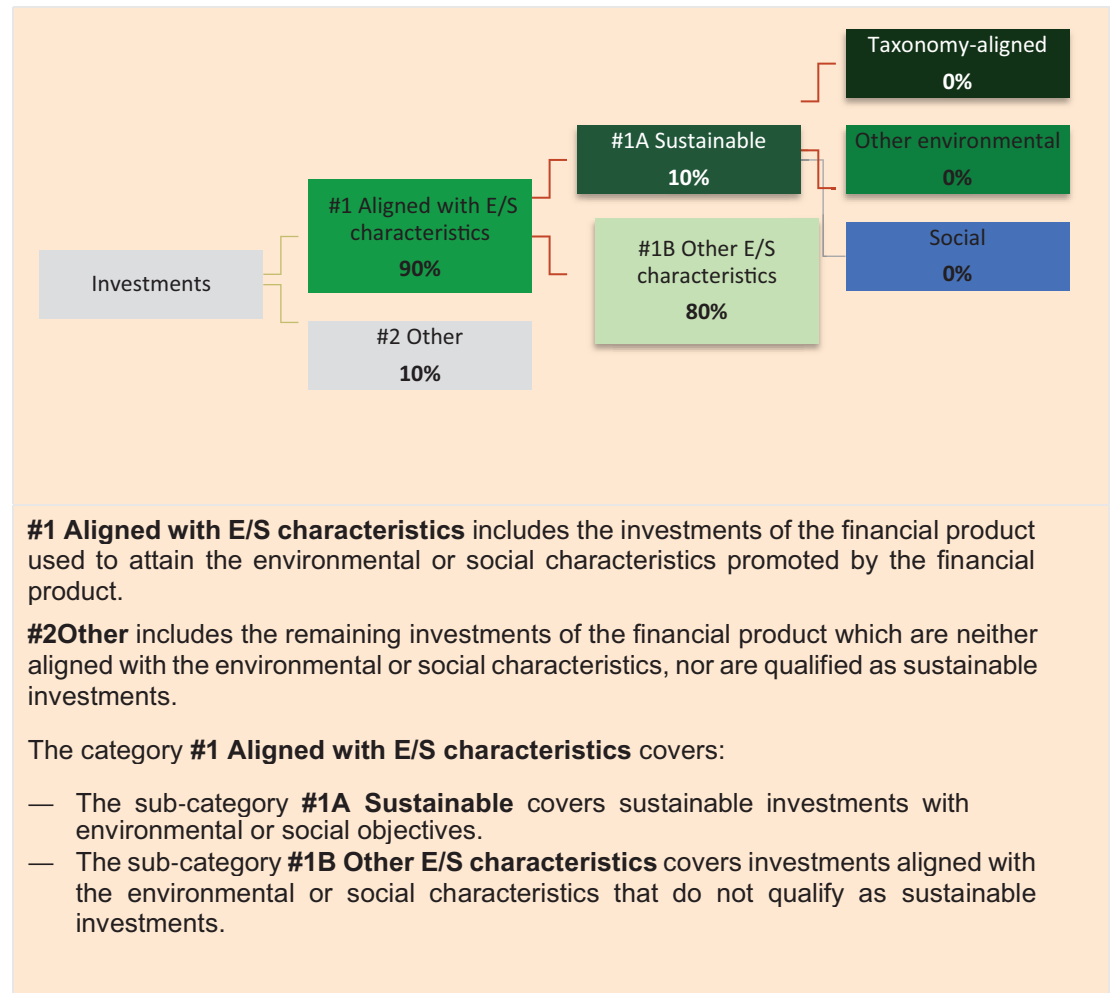 Taxonomy-aligned
0%
#1A Sustainable
10%
Other environmental
0%
#1 Aligned with E/S
characteristics
90%
#1B Other E/S
characteristics
80%
Social
0%
Investments
#2 Other
10%
#1 Aligned with E/S characteristics includes the investments of the financial product
used to attain the environmental or social characteristics promoted by the financial
product.
#2Other includes the remaining investments of the financial product which are neither
aligned with the environmental or social characteristics, nor are qualified as sustainable
investments.
The category #1 Aligned with E/S characteristics covers:
— The sub-category #1A Sustainable covers sustainable investments with
environmental or social objectives.
— The sub-category #1B Other E/S characteristics covers investments aligned with
the environmental or social characteristics that do not qualify as sustainable
investments.